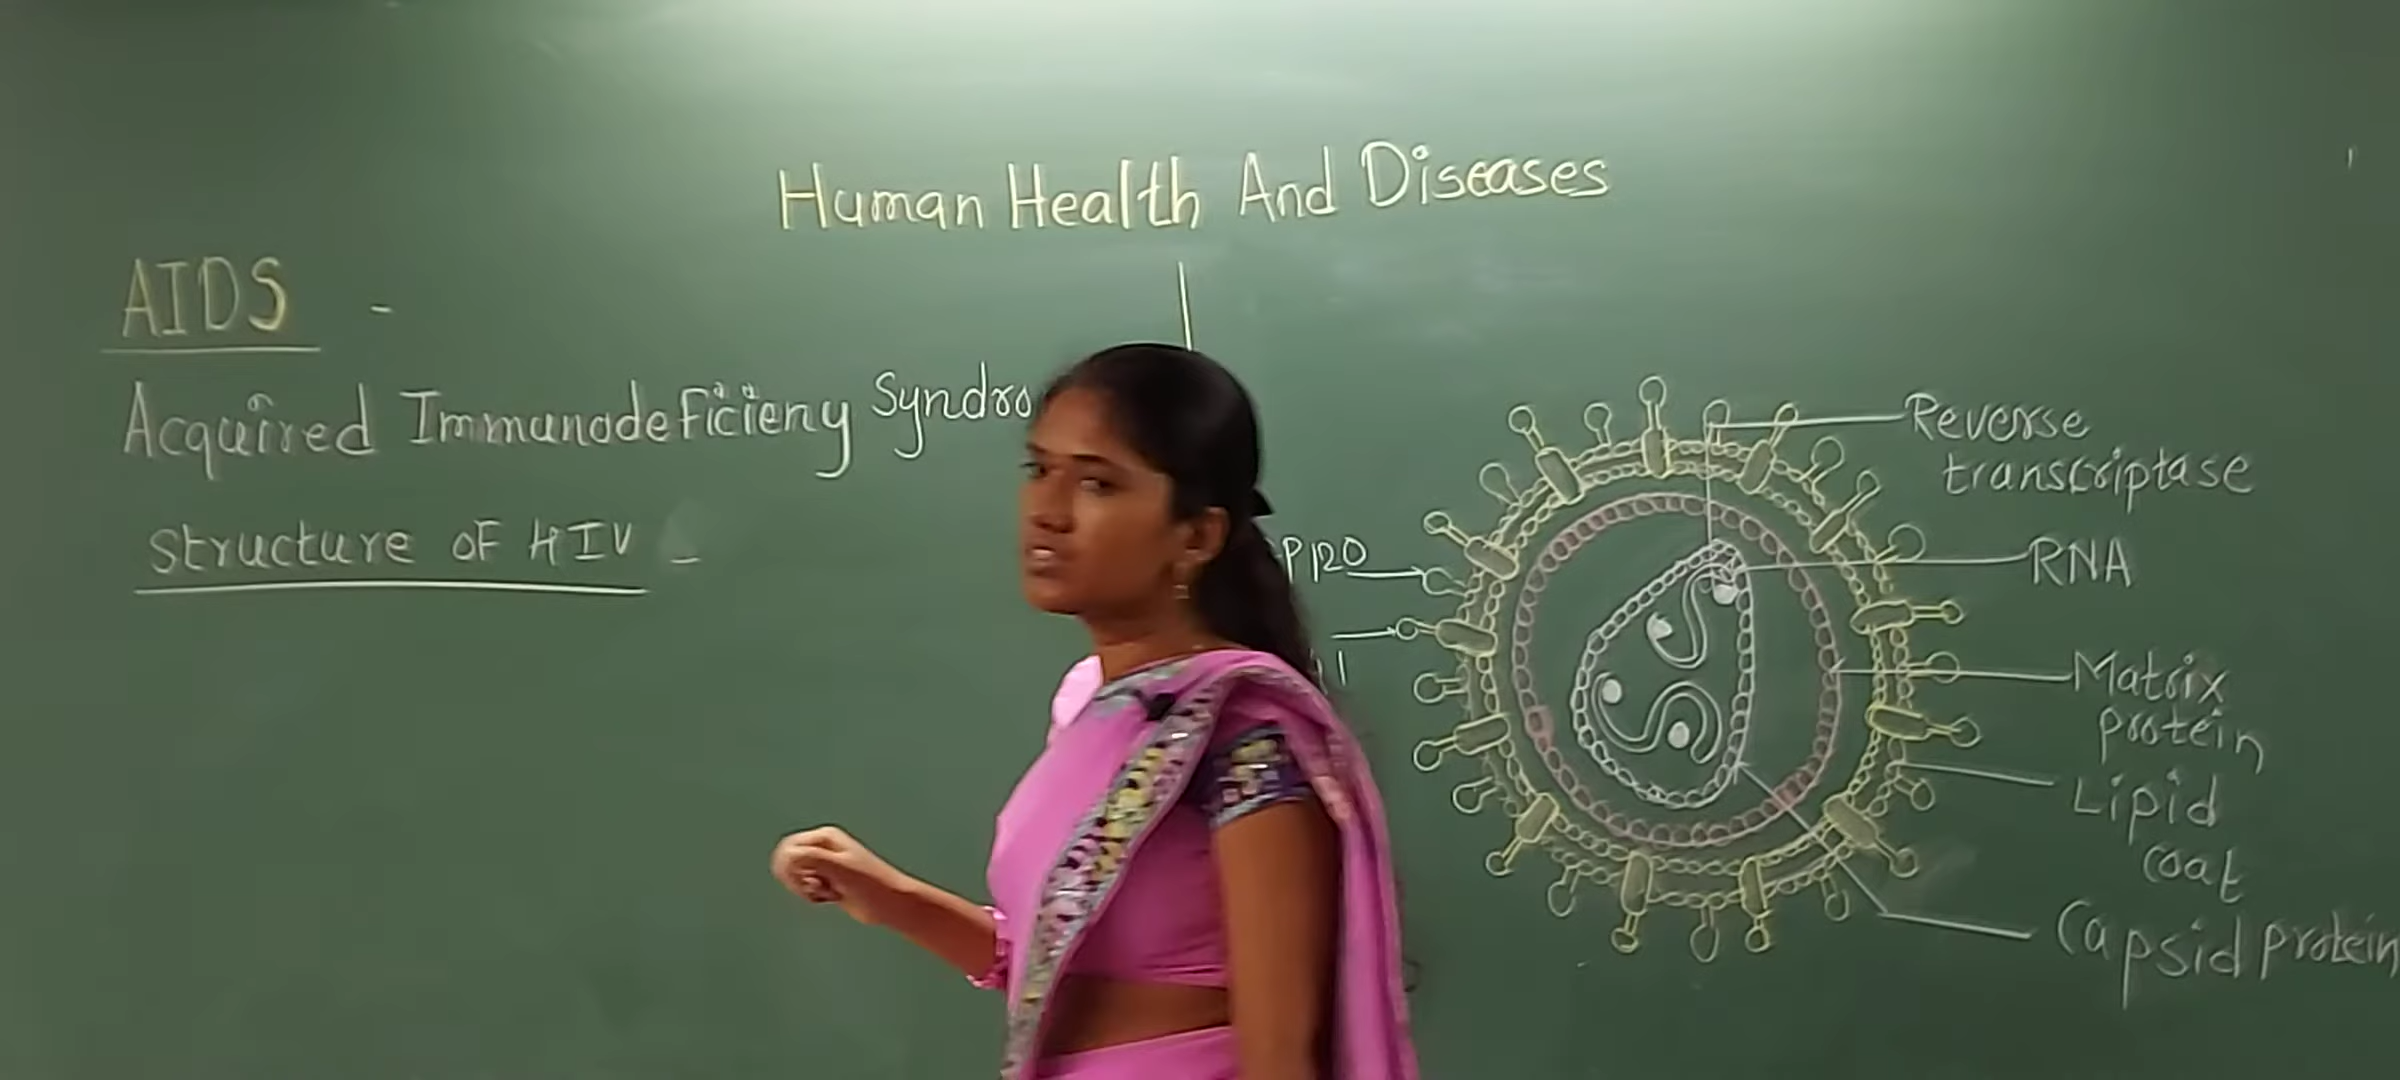 Human Health And Diseases
AIDS -
Acquired Immunodeficieny Syndro
Structure of HIV -
P120
Reverse
transcriptase
RNA
Matrix
protein
Lipid
coat
Capsid protein